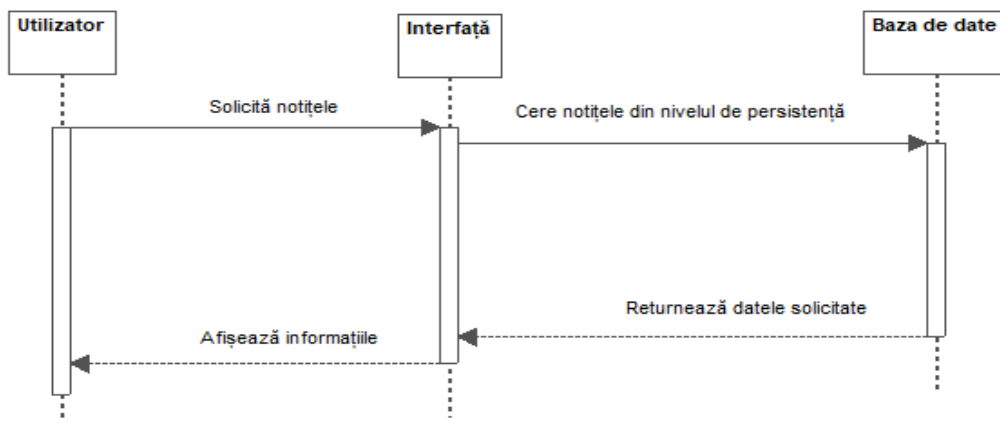 Utilizator
Interfață
Baza de date
Solicită notițele
Cere notițele din nivelul de persistență
Returnează datele solicitate
Afișează informațiile